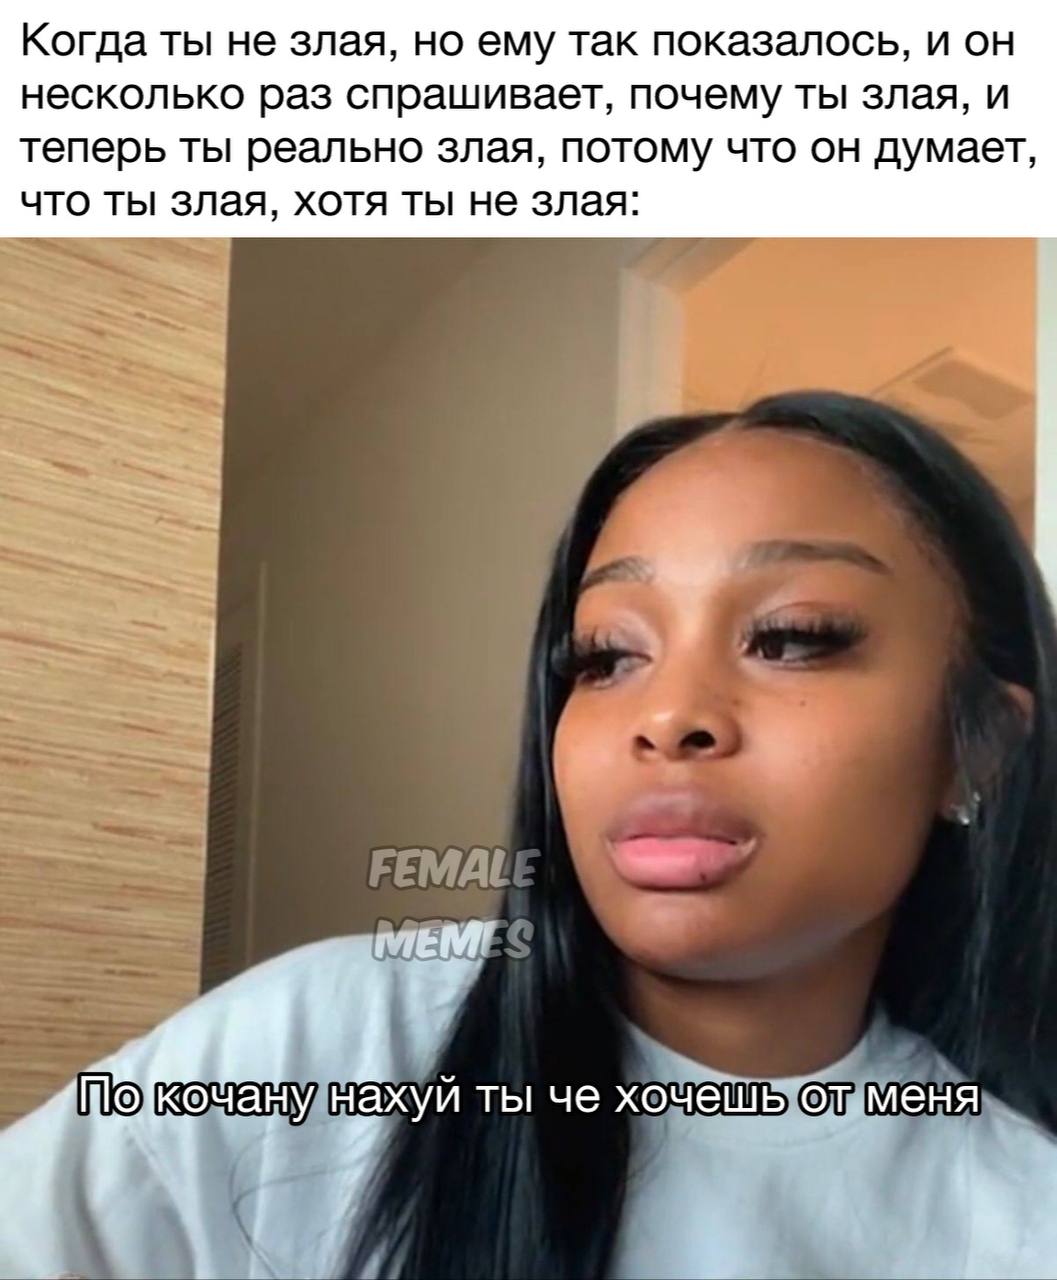 Когда ты не злая, но ему так показалось, и он
несколько раз спрашивает, почему ты злая, и
теперь ты реально злая, потому что он думает,
что ты злая, хотя ты не злая:
FEMALE
MEMES
По кочану нахуй ты че хочешь от меня